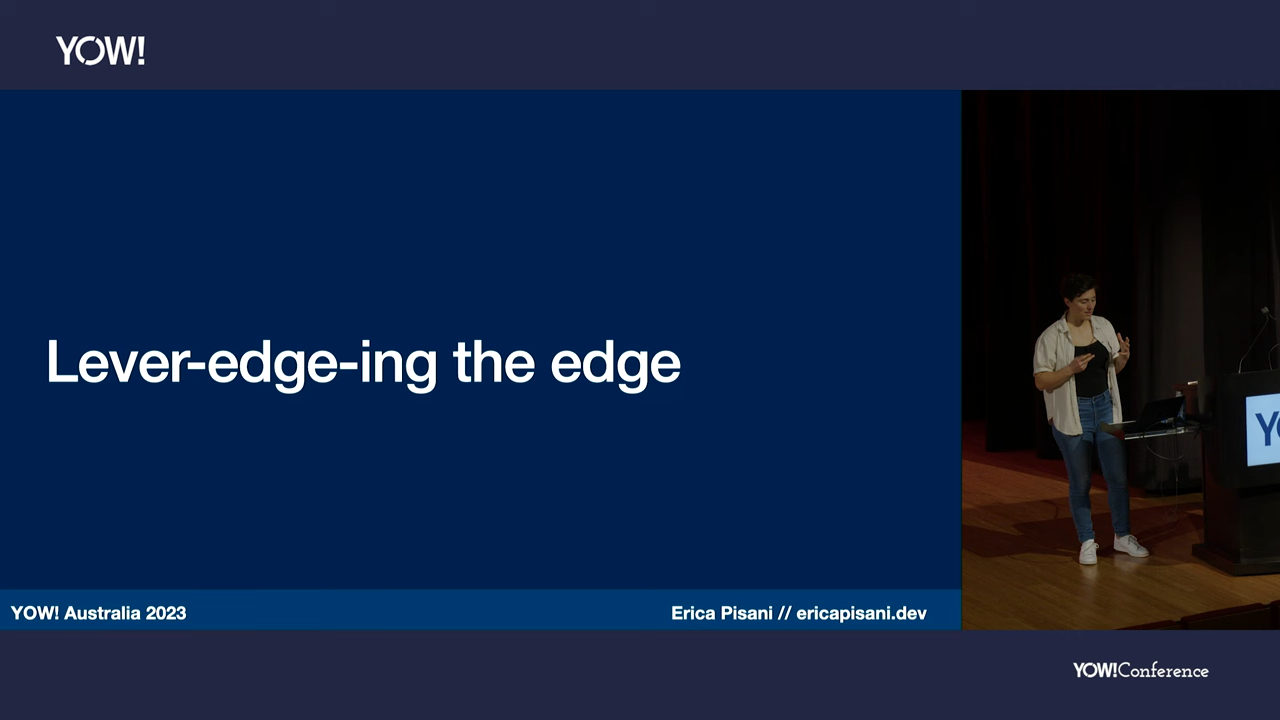 YOW!
Lever-edge-ing the edge
YOW! Australia 2023
Erica Pisani // ericapisani.dev
YOW!Conference